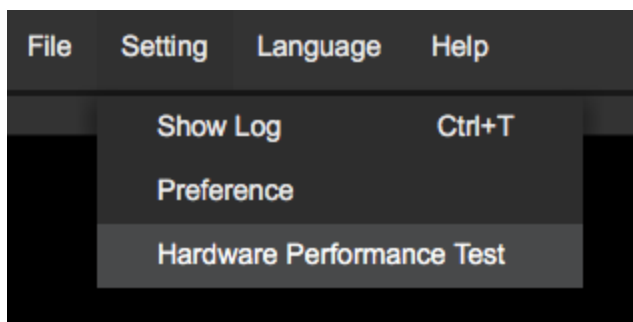 File Setting Language Help
Show Log Ctrl+T
Preference
Hardware Performance Test